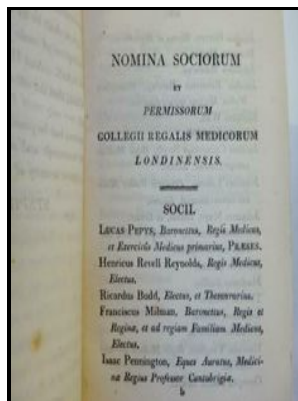 NOMINA SOCIORUM
ET
PERMISSORUM
COLLEGII REGALIS MEDICORUM
LONDINENSIS.
SOCII.
LUCAS PEPYS, Baronettus, Regis Medicus,
et Exercitûs Medicus primarius, PRÆSES.
Henricus Revell Reynolds, Regis Medicus,
Electus.
Ricardus Budd, Electus, et Thesaurarius.
Franciscus Milman, Baronettus, Regis et
Reginæ, et ad regiam Familiam Medicus,
Electus.
Isaac Pennington, Eques Auratus, Medici-
næ Regius Professor Cantabrigiæ.
b